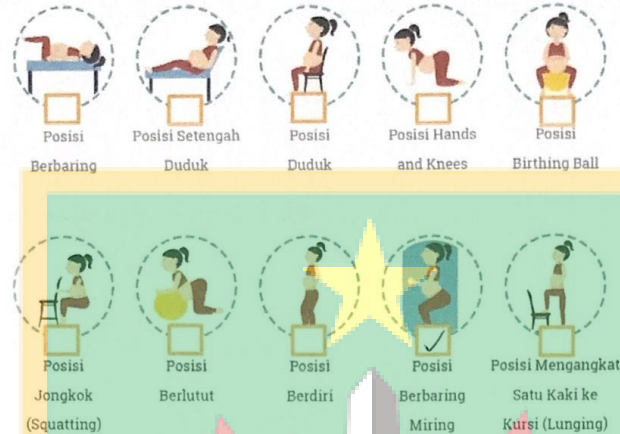 Posisi
Berbaring
Posisi Setengah
Duduk
Posisi
Duduk
Posisi Hands
and Knees
Posisi
Birthing Ball
Posisi
Jongkok
(Squatting)
Posisi
Berlutut
Posisi
Berdiri
Posisi
Berbaring
Miring
Posisi Mengangkat
Satu Kaki ke
Kursi (Lunging)